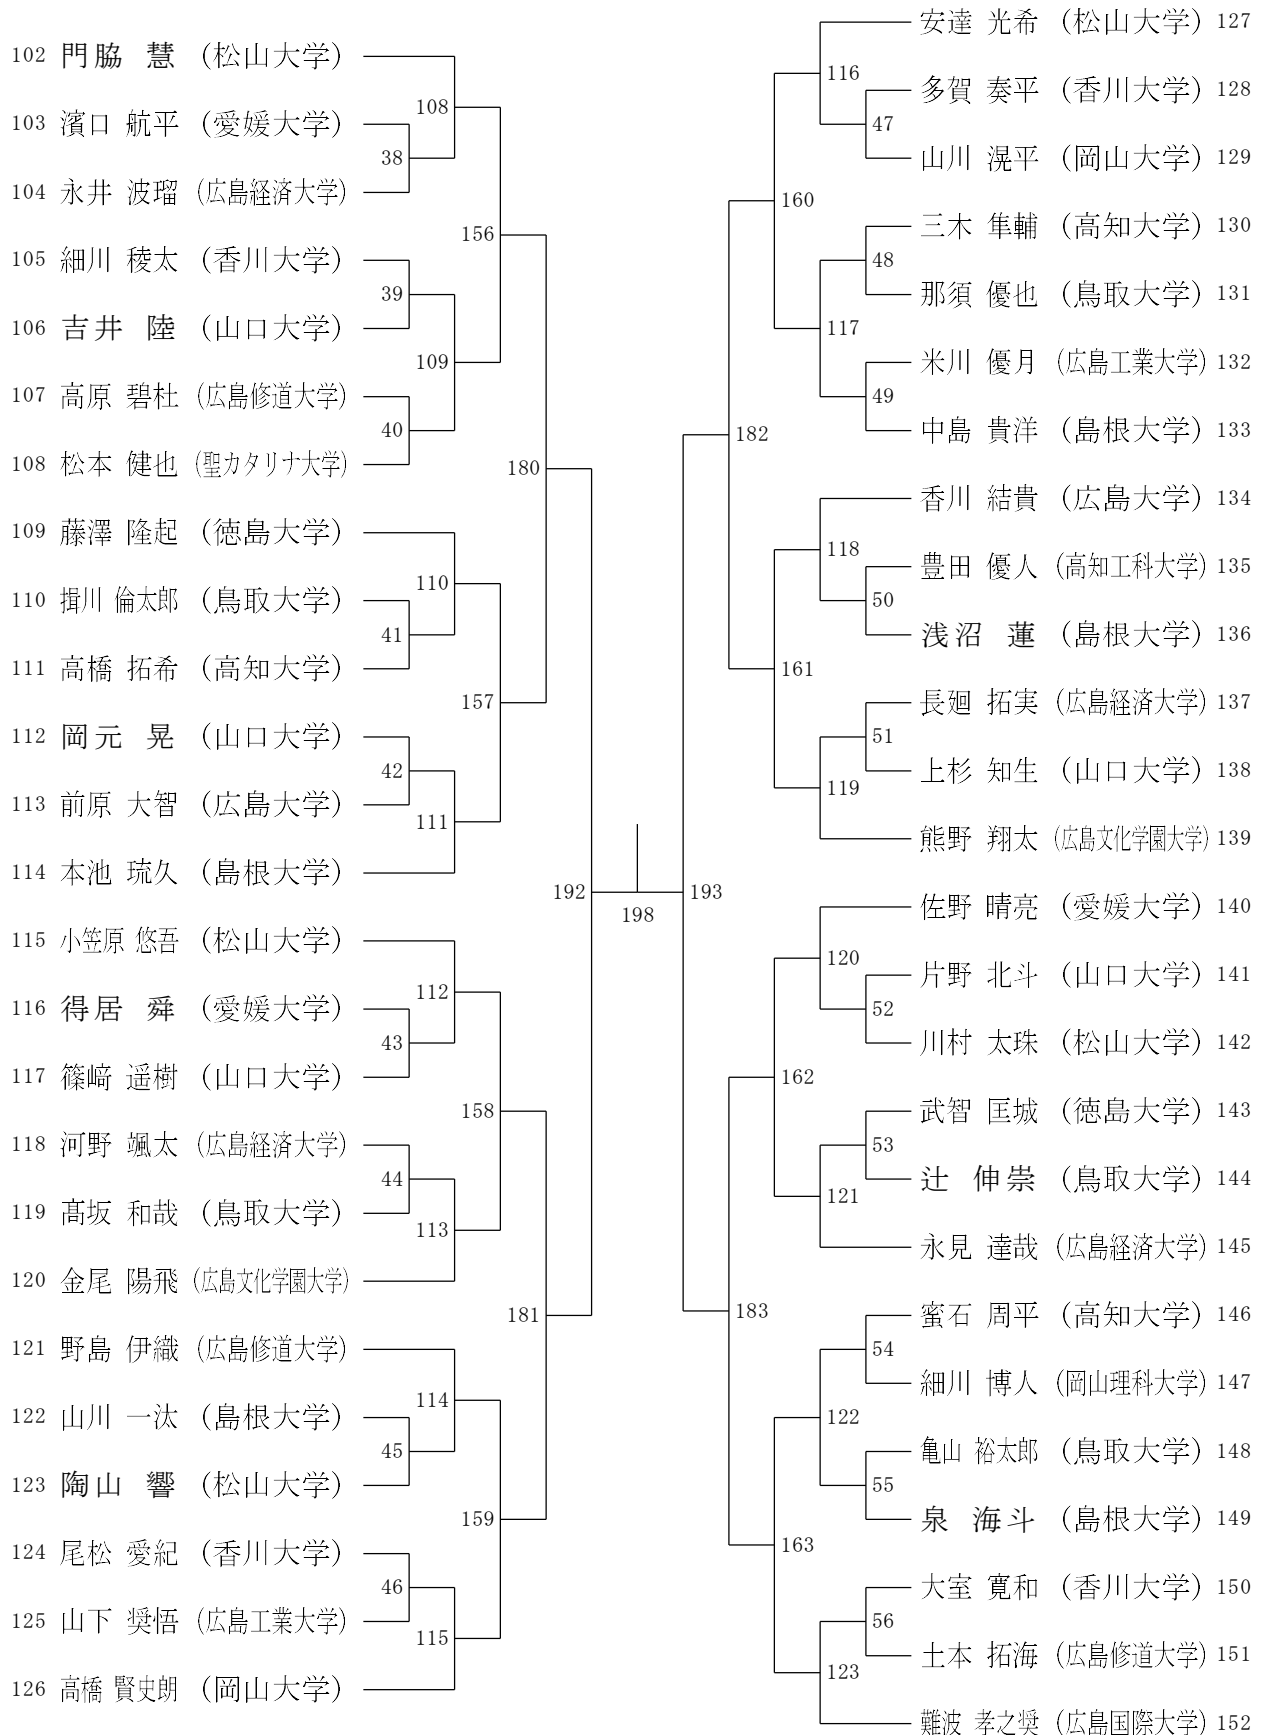 102 門脇 慧 (松山大学)
103 濱口 航平 (愛媛大学)
104 永井 波瑠 (広島経済大学)
105 細川 稜太 (香川大学)
106 吉井 陸 (山口大学)
107 高原 碧杜 (広島修道大学)
108 松本 健也 (聖カタリナ大学)
109 藤澤 隆起 (徳島大学)
110 揖川 倫太郎 (鳥取大学)
111 高橋 拓希 (高知大学)
112 岡元 晃 (山口大学)
113 前原 大智 (広島大学)
114 本池 琉久 (島根大学)
115 小笠原 悠吾 (松山大学)
116 得居 舜 (愛媛大学)
117 篠﨑 遥樹 (山口大学)
118 河野 颯太 (広島経済大学)
119 髙坂 和哉 (鳥取大学)
120 金尾 陽飛 (広島文化学園大学)
121 野島 伊織 (広島修道大学)
122 山川 一汰 (島根大学)
123 陶山 響 (松山大学)
124 尾松 愛紀 (香川大学)
125 山下 奨悟 (広島工業大学)
126 高橋 賢史朗 (岡山大学)
38
39
40
41
42
43
44
45
46
108
109
110
111
112
113
114
115
156
157
158
159
180
181
192
198
193
182
183
160
161
162
163
116
117
118
119
120
121
122
123
47
48
49
50
51
52
53
54
55
56
安達 光希 (松山大学) 127
多賀 奏平 (香川大学) 128
山川 滉平 (岡山大学) 129
三木 隼輔 (高知大学) 130
那須 優也 (鳥取大学) 131
米川 優月 (広島工業大学) 132
中島 貴洋 (島根大学) 133
香川 結貴 (広島大学) 134
豊田 優人 (高知工科大学) 135
浅沼 蓮 (島根大学) 136
長廻 拓実 (広島経済大学) 137
上杉 知生 (山口大学) 138
熊野 翔太 (広島文化学園大学) 139
佐野 晴亮 (愛媛大学) 140
片野 北斗 (山口大学) 141
川村 太珠 (松山大学) 142
武智 匡城 (徳島大学) 143
辻 伸崇 (鳥取大学) 144
永見 達哉 (広島経済大学) 145
蜜石 周平 (高知大学) 146
細川 博人 (岡山理科大学) 147
亀山 裕太郎 (鳥取大学) 148
泉 海斗 (島根大学) 149
大室 寛和 (香川大学) 150
土本 拓海 (広島修道大学) 151
難波 孝之奨 (広島国際大学) 152